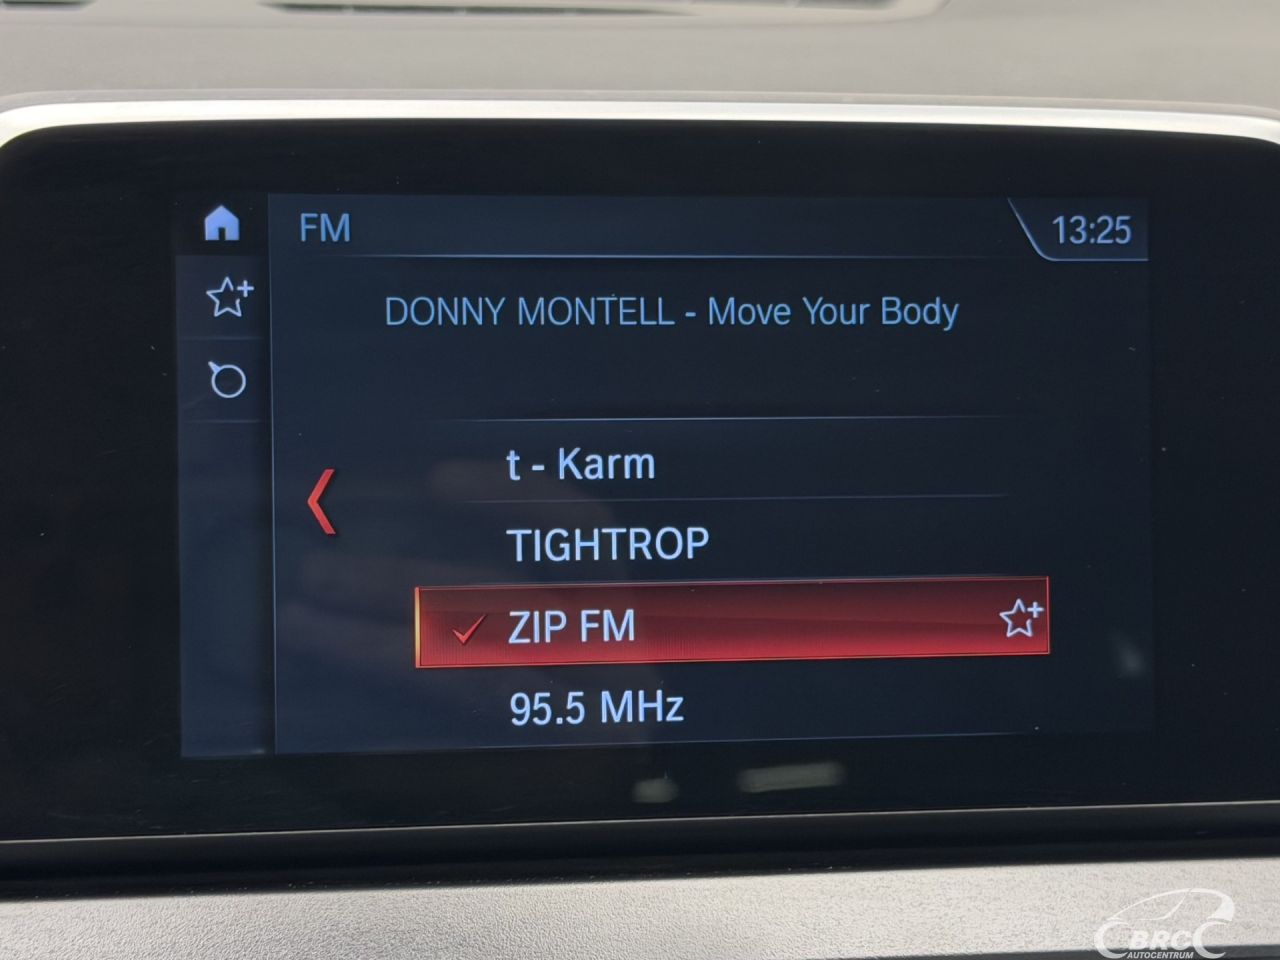 FM
13:25
DONNY MONTELL - Move Your Body
t - Karm
TIGHTROP
ZIP FM
95.5 MHz
BRC
AUTOCENTRUM